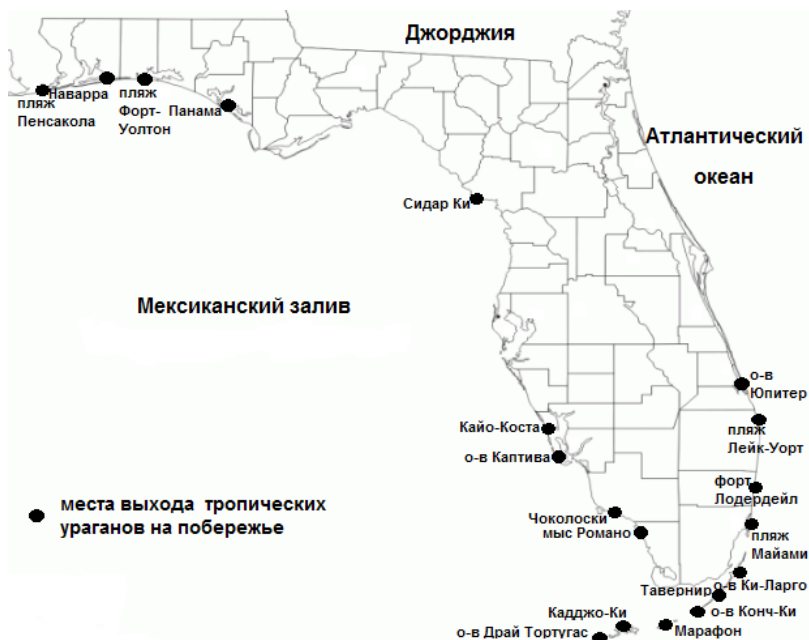 Джорджия
Наварра
пляж
Пенсакола
пляж
Форт-
Уолтон
Панама
Атлантический
океан
Сидар Ки
Мексиканский залив
о-в
Юпитер
Кайо-Коста
пляж
Лейк-Уорт
о-в Каптива
форт
Лодердейл
места выхода тропических
ураганов на побережье
Чоколоски
мыс Романо
пляж
Майами
Тавернир
о-в Ки-Ларго
о-в Конч-Ки
Кадджо-Ки
Марафон
о-в Драй Тортугас